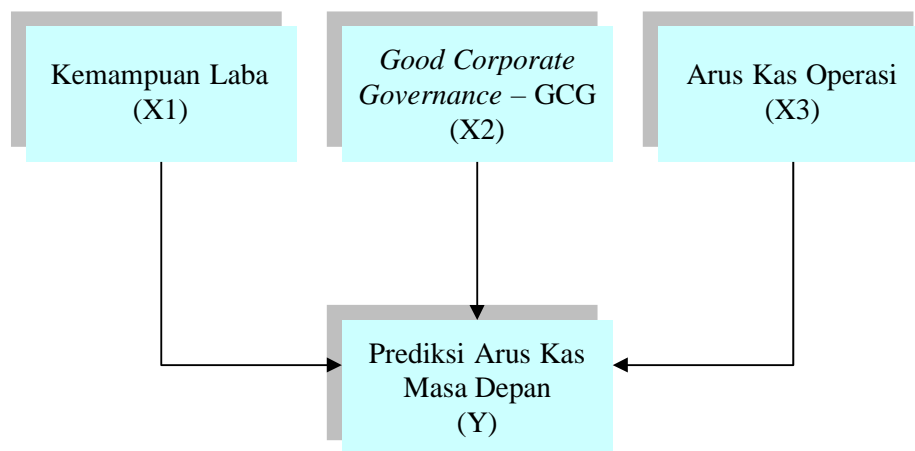 Kemampuan Laba
(X1)
Good Corporate
Governance – GCG
(X2)
Arus Kas Operasi
(X3)
Prediksi Arus Kas
Masa Depan
(Y)